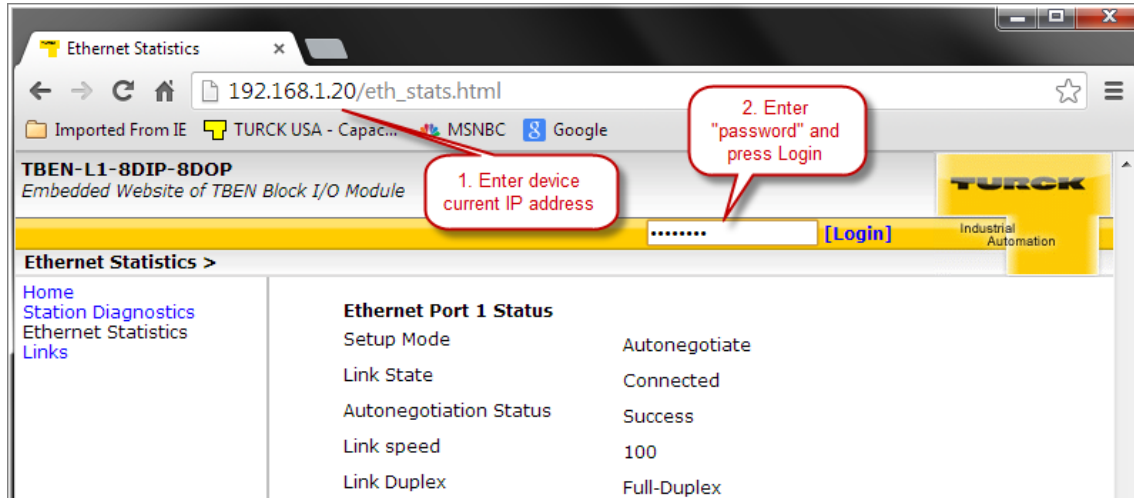 Ethernet Statistics
192.168.1.20/eth_stats.html
Imported From IE TURCK USA - Capac... MSNBC Google
2. Enter
"password" and
press Login
1. Enter device
current IP address
TBEN-L1-8DIP-8DOP
Embedded Website of TBEN Block I/O Module
TURCK
Industrial
Automation
•••••••• [Login]
Ethernet Statistics >
Home
Station Diagnostics
Ethernet Statistics
Links
Ethernet Port 1 Status
Setup Mode Autonegotiate
Link State Connected
Autonegotiation Status Success
Link speed 100
Link Duplex Full-Duplex